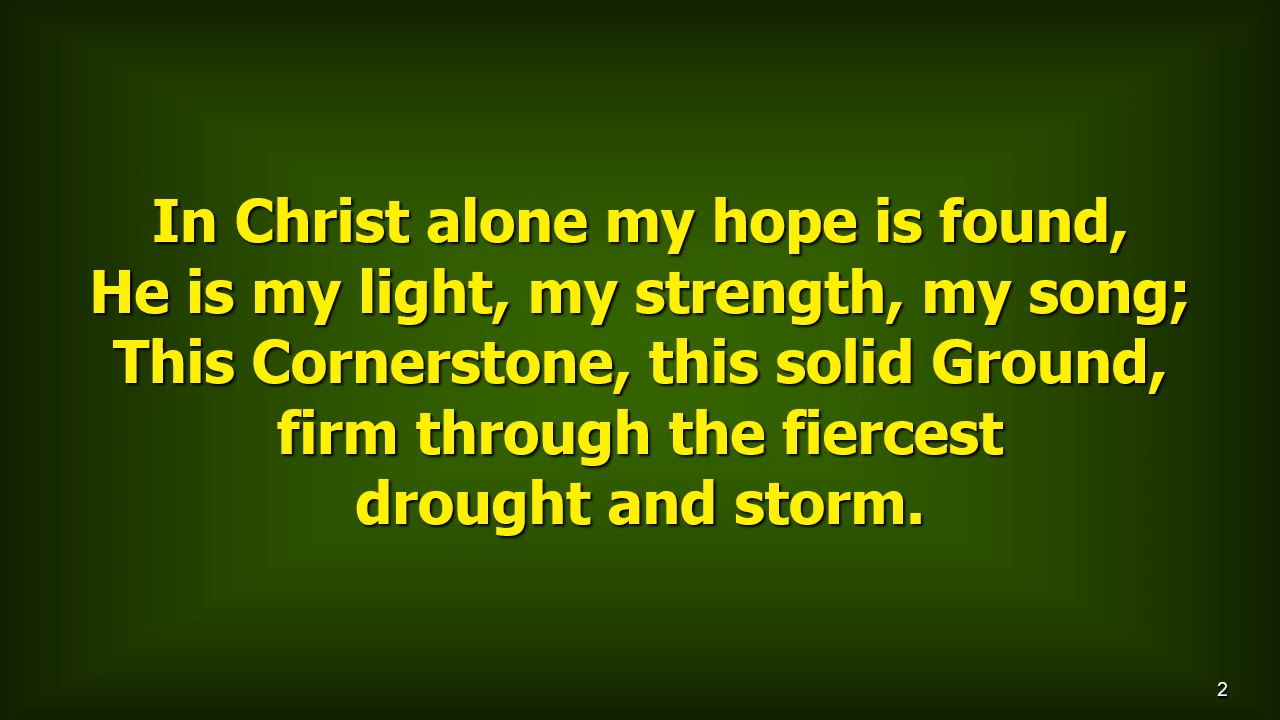 In Christ alone my hope is found,
He is my light, my strength, my song;
This Cornerstone, this solid Ground,
firm through the fiercest
drought and storm.
2